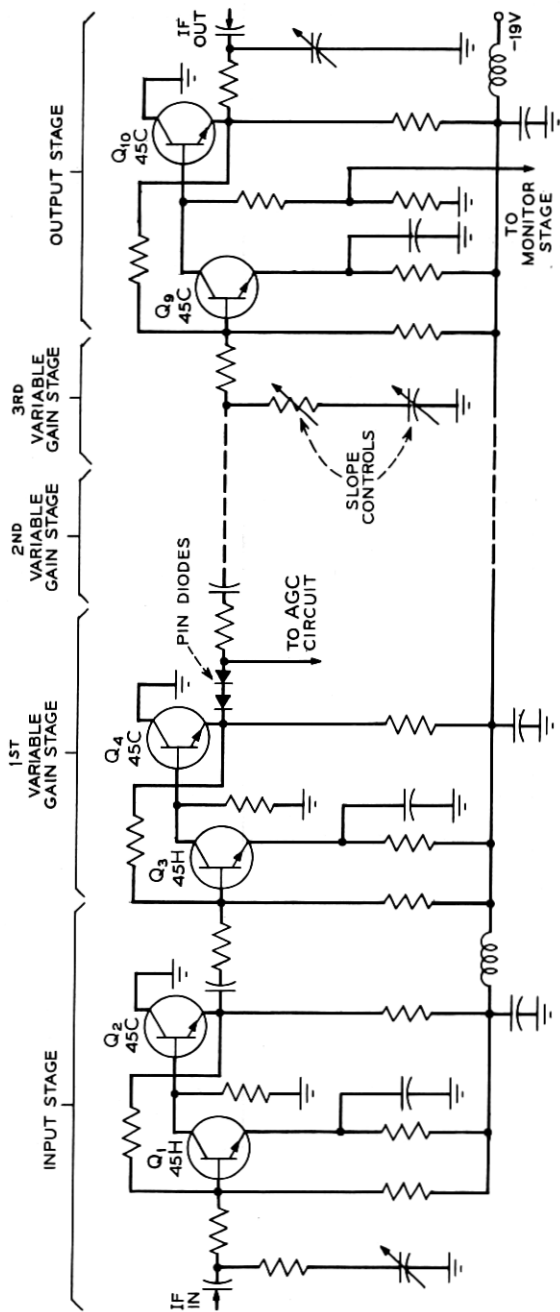 INPUT STAGE
1ST
VARIABLE
GAIN STAGE
2ND
VARIABLE
GAIN STAGE
3RD
VARIABLE
GAIN STAGE
OUTPUT STAGE
IF
IN
Q1
45H
Q2
45C
Q3
45H
Q4
45C
PIN DIODES
TO AGC
CIRCUIT
SLOPE
CONTROLS
Q9
45C
Q10
45C
TO
MONITOR
STAGE
IF
OUT
-19V